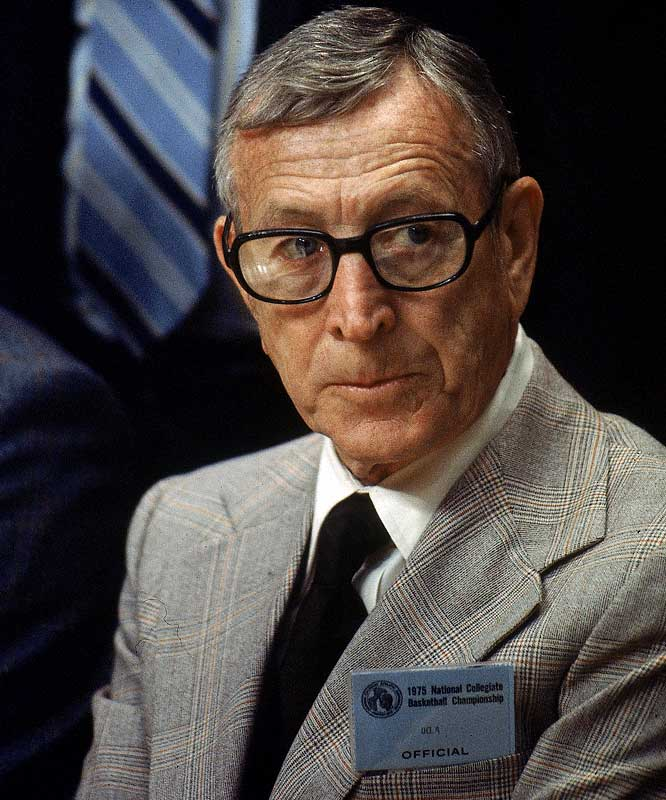 1975 National Collegiate
Basketball Championship
UCLA
OFFICIAL